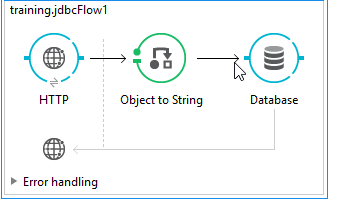 training.jdbcFlow1
HTTP
Object to String
Database
Error handling